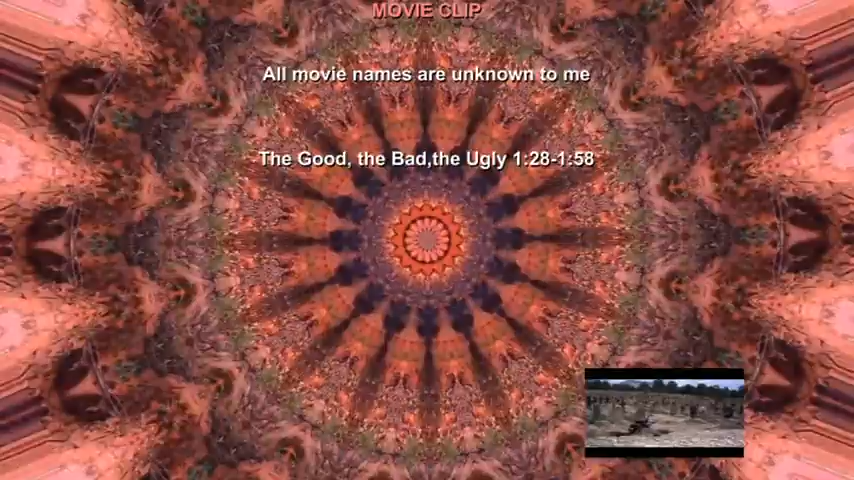 MOVIE CLIP
All movie names are unknown to me
The Good, the Bad,the Ugly 1:28-1:58